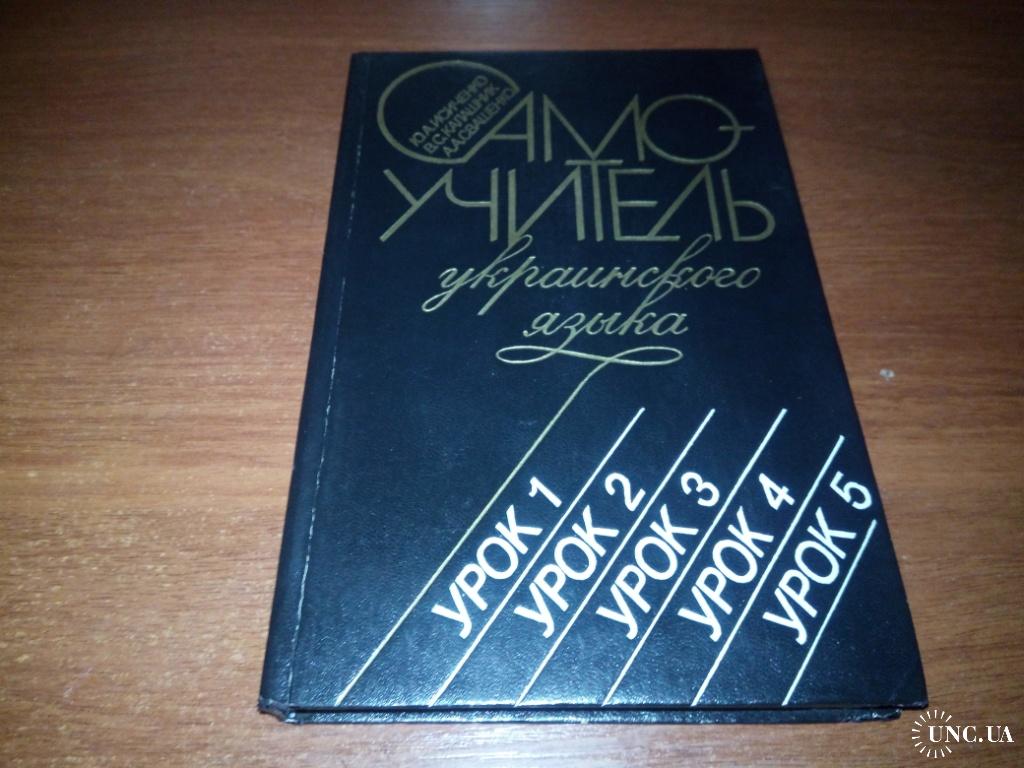 Ю.А.ИСИЧЕНКО
В.С.КАЛАШНИК
А.А.СВАШЕНКО
САМО-
УЧИТЕЛЬ
украинского
языка
УРОК 1
УРОК 2
УРОК 3
УРОК 4
УРОК 5
UNC.UA